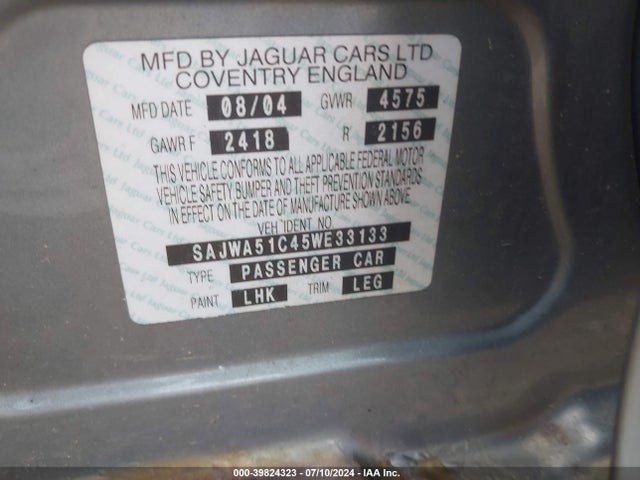 MFD BY JAGUAR CARS LTD
COVENTRY ENGLAND
MFD DATE 08/04 GVWR 4575
GAWR F 2418 R 2156
THIS VEHICLE CONFORMS TO ALL APPLICABLE FEDERAL MOTOR
VEHICLE SAFETY BUMPER AND THEFT PREVENTION STANDARDS
IN EFFECT ON THE DATE OF MANUFACTURE SHOWN ABOVE
VEH IDENT NO
SAJWA51C45WE33133
TYPE PASSENGER CAR
PAINT LHK TRIM LEG
000-39824323 - 07/10/2024 - IAA Inc.